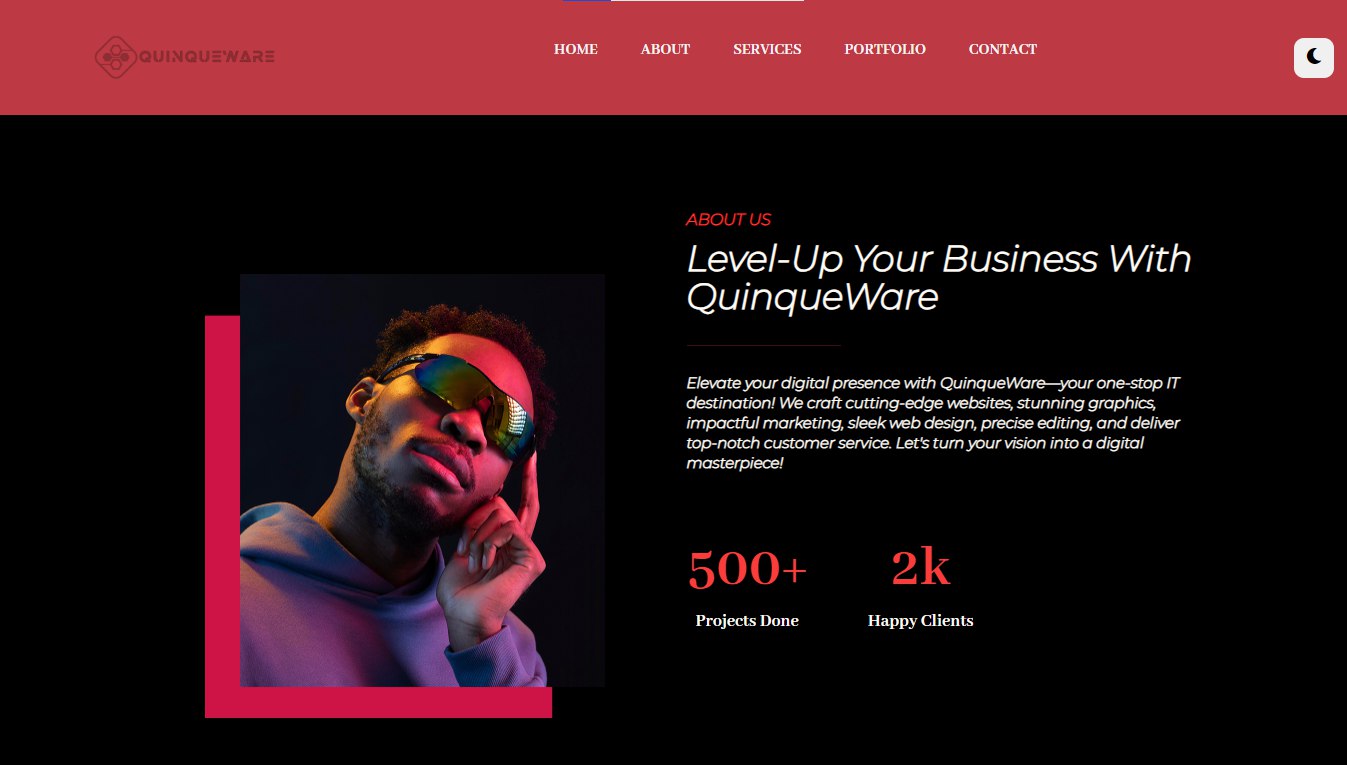 QUINQUEWARE
HOME ABOUT SERVICES PORTFOLIO CONTACT
ABOUT US
Level-Up Your Business With
QuinqueWare
Elevate your digital presence with QuinqueWare—your one-stop IT
destination! We craft cutting-edge websites, stunning graphics,
impactful marketing, sleek web design, precise editing, and deliver
top-notch customer service. Let's turn your vision into a digital
masterpiece!
500+ 2k
Projects Done Happy Clients